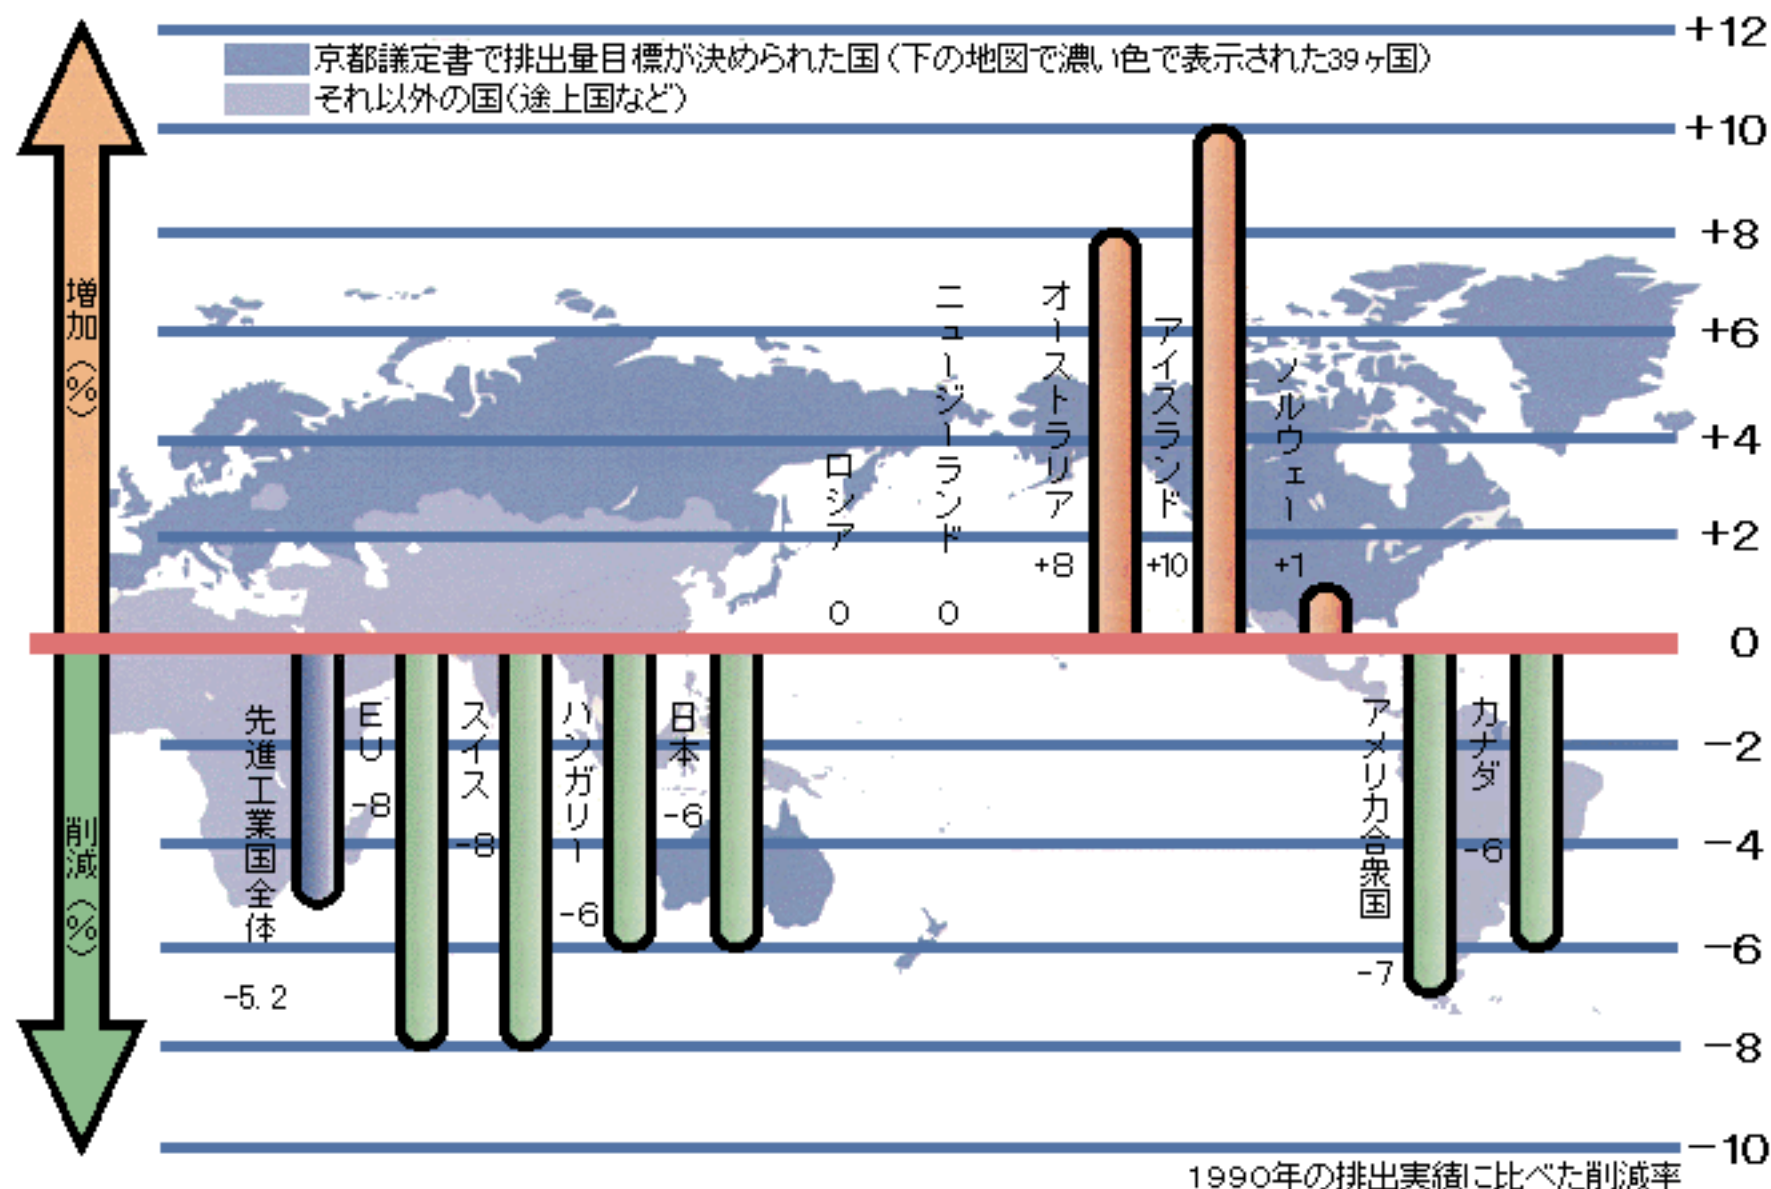 +12
京都議定書で排出量目標が決められた国（下の地図で濃い色で表示された39ヶ国）
それ以外の国（途上国など）
+10
+8
+6
+4
+2
0
-2
-4
-6
-8
-10
増加（％）
削減（％）
先進工業国全体
-5.2
EU
-8
スイス
-8
ハンガリー
-6
日本
-6
ロシア
0
ニュージーランド
0
オーストラリア
+8
アイスランド
+10
ノルウェー
+1
アメリカ合衆国
-7
カナダ
-6
1990年の排出実績に比べた削減率